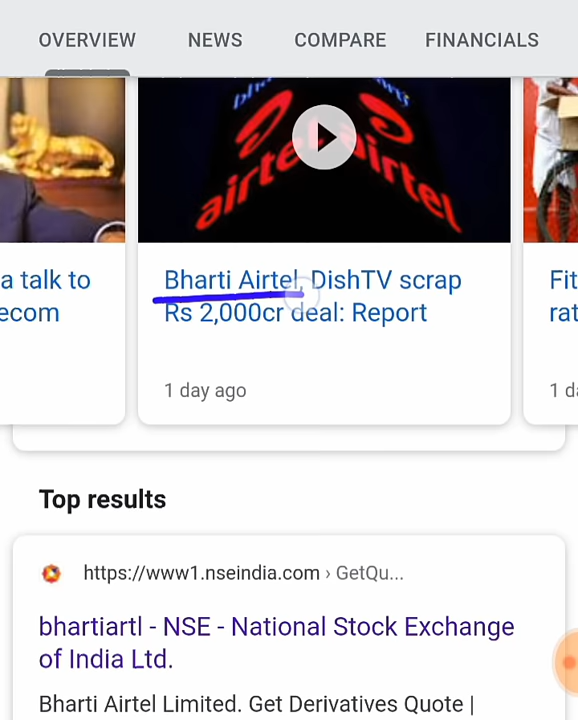 OVERVIEW NEWS COMPARE FINANCIALS
airtel airtel
a talk to
ecom
Bharti Airtel, DishTV scrap
Rs 2,000cr deal: Report
1 day ago
Fit
rat
1 da
Top results
https://www1.nseindia.com › GetQu...
bhartiartl - NSE - National Stock Exchange
of India Ltd.
Bharti Airtel Limited. Get Derivatives Quote |